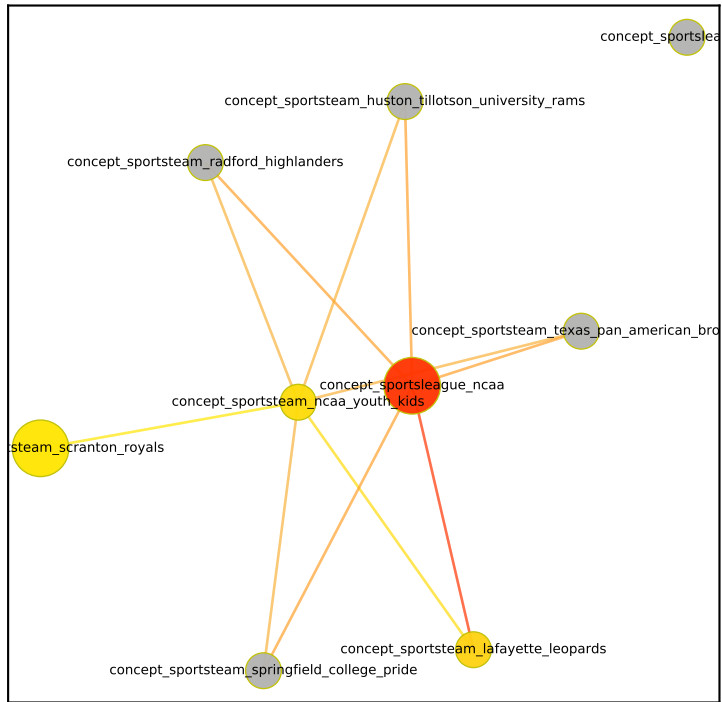 concept_sportslea
concept_sportsteam_huston_tillotson_university_rams
concept_sportsteam_radford_highlanders
concept_sportsteam_texas_pan_american_bro
concept_sportsleague_ncaa
concept_sportsteam_ncaa_youth_kids
tsteam_scranton_royals
concept_sportsteam_lafayette_leopards
concept_sportsteam_springfield_college_pride